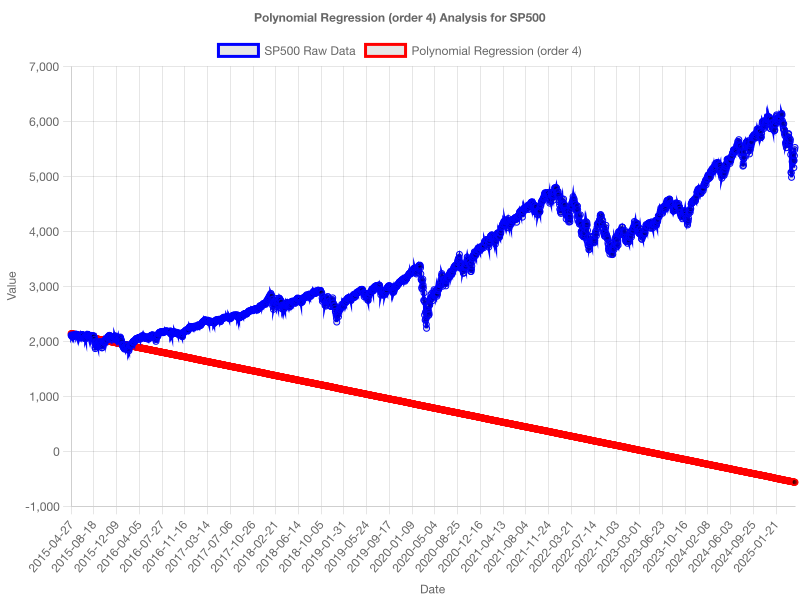 Polynomial Regression (order 4) Analysis for SP500
SP500 Raw Data Polynomial Regression (order 4)
7,000
6,000
5,000
4,000
3,000
2,000
1,000
0
-1,000
Value
2015-04-27 2015-08-18 2015-12-09 2016-04-05 2016-07-27 2016-11-16 2017-03-14 2017-07-06 2017-10-26 2018-02-21 2018-06-14 2018-10-05 2019-01-31 2019-05-24 2019-09-17 2020-01-09 2020-05-04 2020-08-25 2020-12-16 2021-04-13 2021-08-04 2021-11-24 2022-03-21 2022-07-14 2022-11-03 2023-03-01 2023-06-23 2023-10-16 2024-02-08 2024-06-03 2024-09-25 2025-01-21
Date